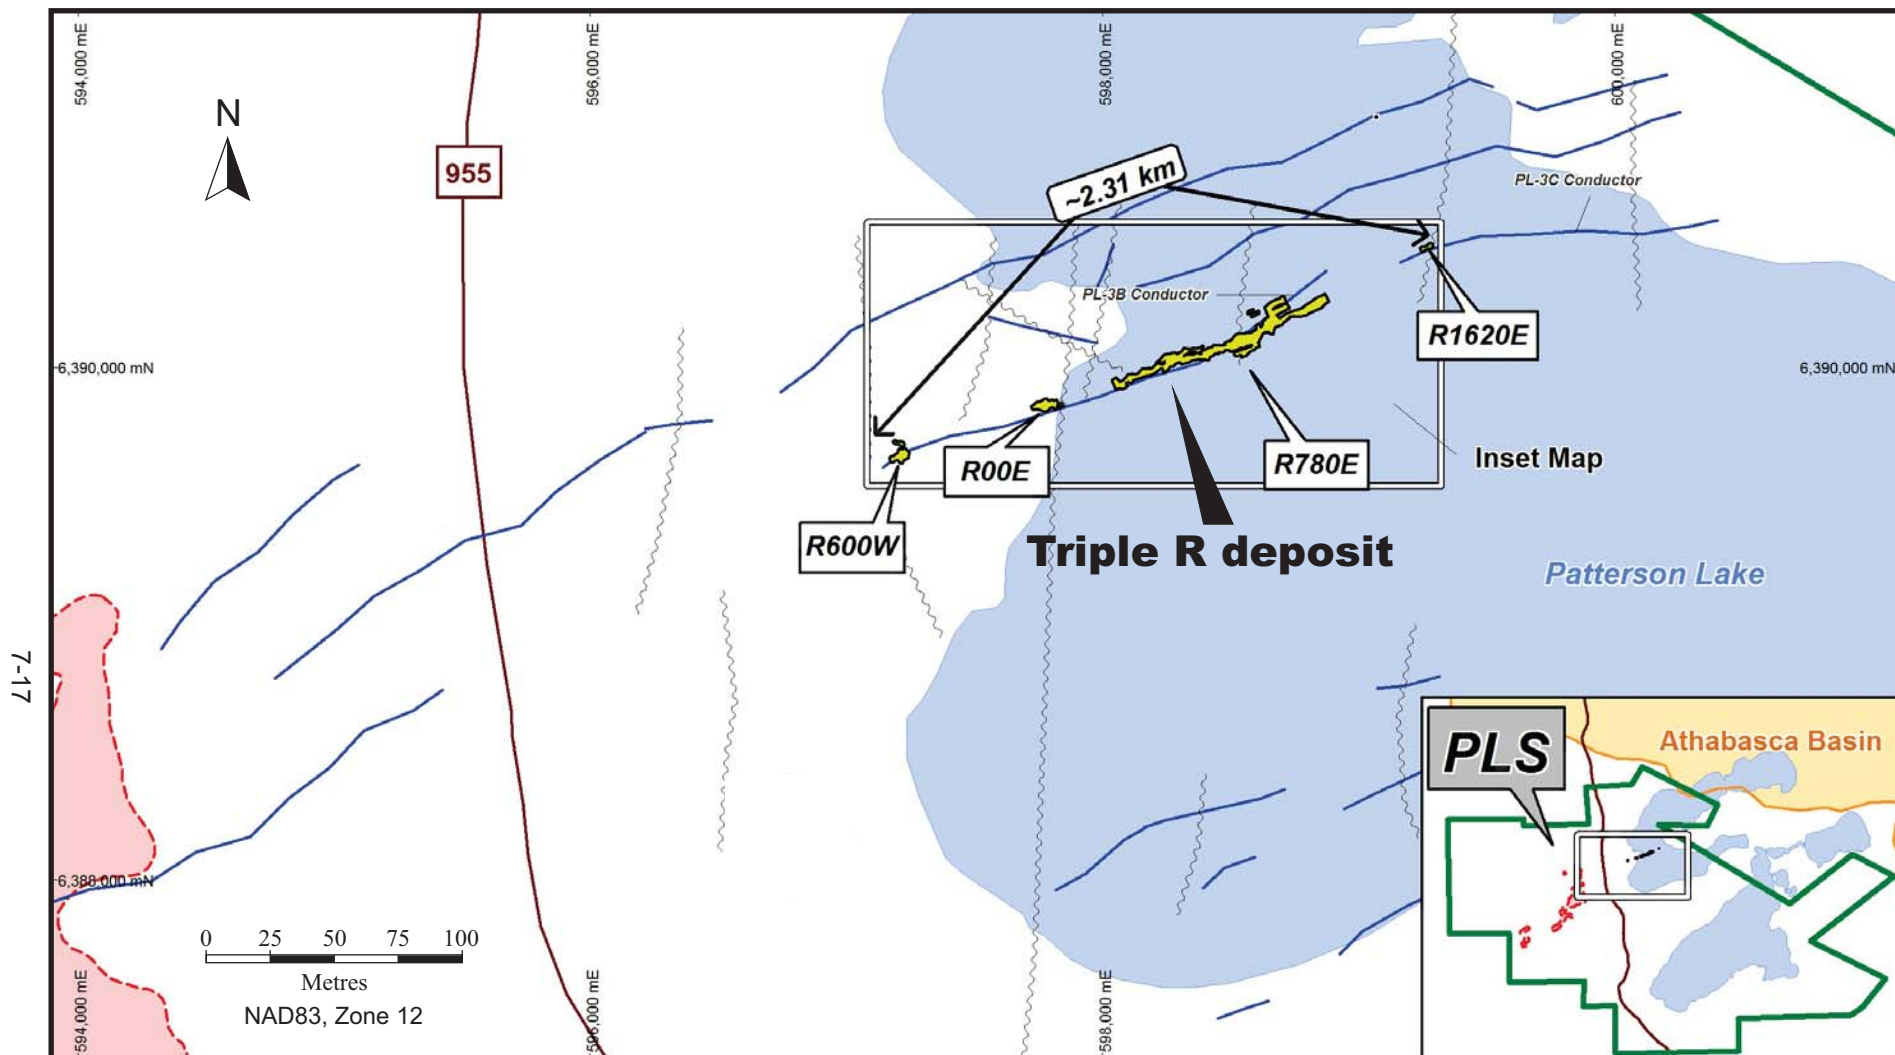 594,000 mE
596,000 mE
598,000 mE
600,000 mE
N
955
~2.31 km
PL-3C Conductor
PL-3B Conductor
R1620E
6,390,000 mN
6,390,000 mN
R00E
R780E
Inset Map
R600W
Triple R deposit
Patterson Lake
7-17
PLS
Athabasca Basin
6,388,000 mN
0 25 50 75 100
Metres
NAD83, Zone 12
594,000 mE
596,000 mE
598,000 mE